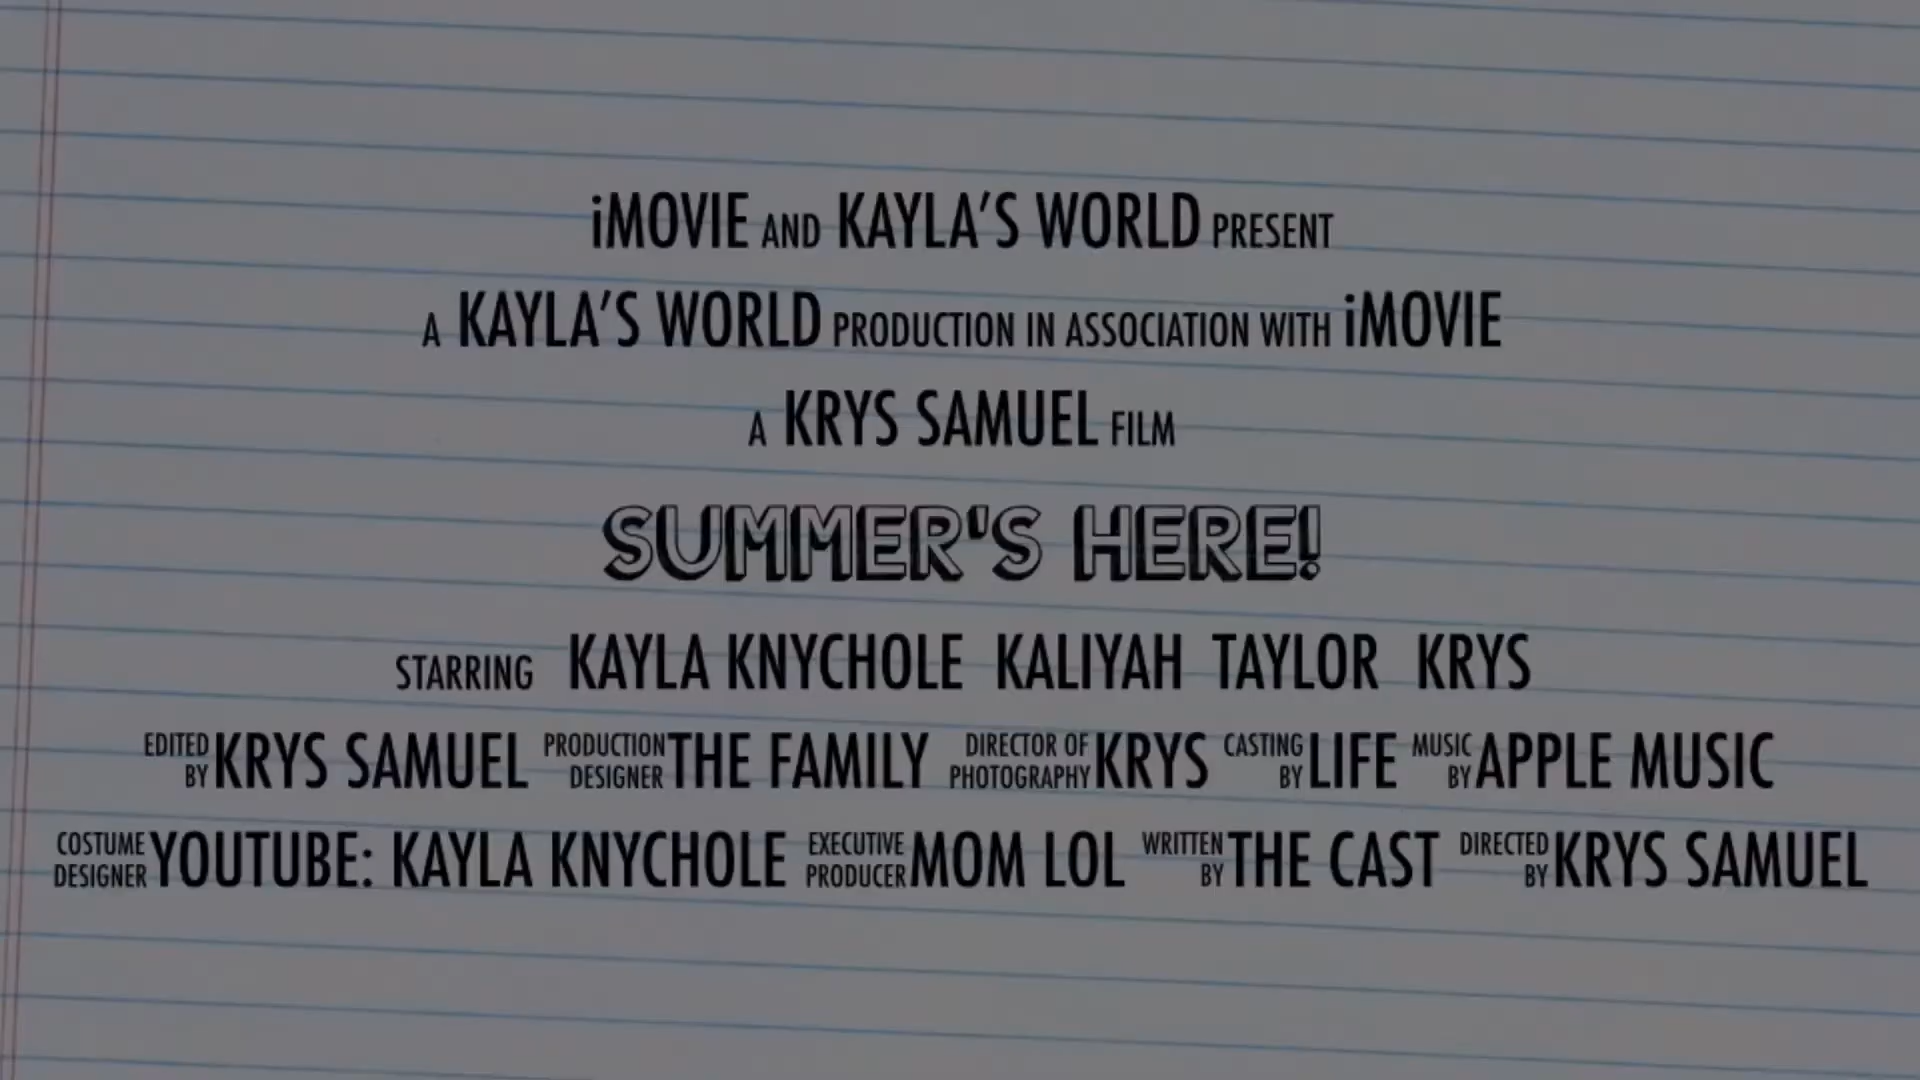 iMOVIE AND KAYLA'S WORLD PRESENT
A KAYLA'S WORLD PRODUCTION IN ASSOCIATION WITH iMOVIE
A KRYS SAMUEL FILM
SUMMER'S HERE!
STARRING KAYLA KNYCHOLE KALIYAH TAYLOR KRYS
EDITED BY KRYS SAMUEL PRODUCTION DESIGNER THE FAMILY DIRECTOR OF PHOTOGRAPHY KRYS CASTING BY LIFE MUSIC BY APPLE MUSIC
COSTUME DESIGNER YOUTUBE: KAYLA KNYCHOLE EXECUTIVE PRODUCER MOM LOL WRITTEN BY THE CAST DIRECTED BY KRYS SAMUEL